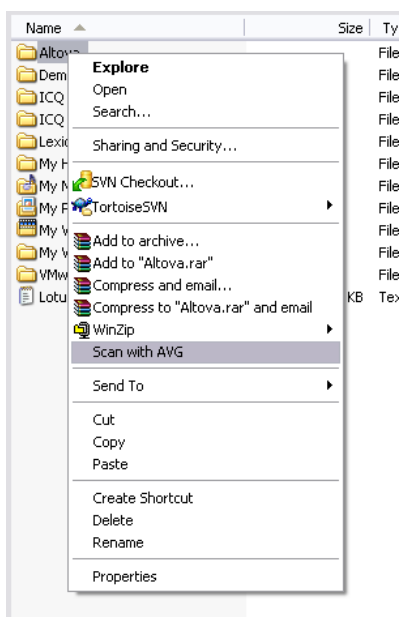 Name Size Ty
Altova File
Explore
Dem File
Open
ICQ File
Search...
ICQ File
Lexic File
Sharing and Security...
My H File
SVN Checkout...
My File
TortoiseSVN
My File
My File
Add to archive...
My File
Add to "Altova.rar"
VMw File
Compress and email...
Lotu KB Tex
Compress to "Altova.rar" and email
WinZip
Scan with AVG
Send To
Cut
Copy
Paste
Create Shortcut
Delete
Rename
Properties